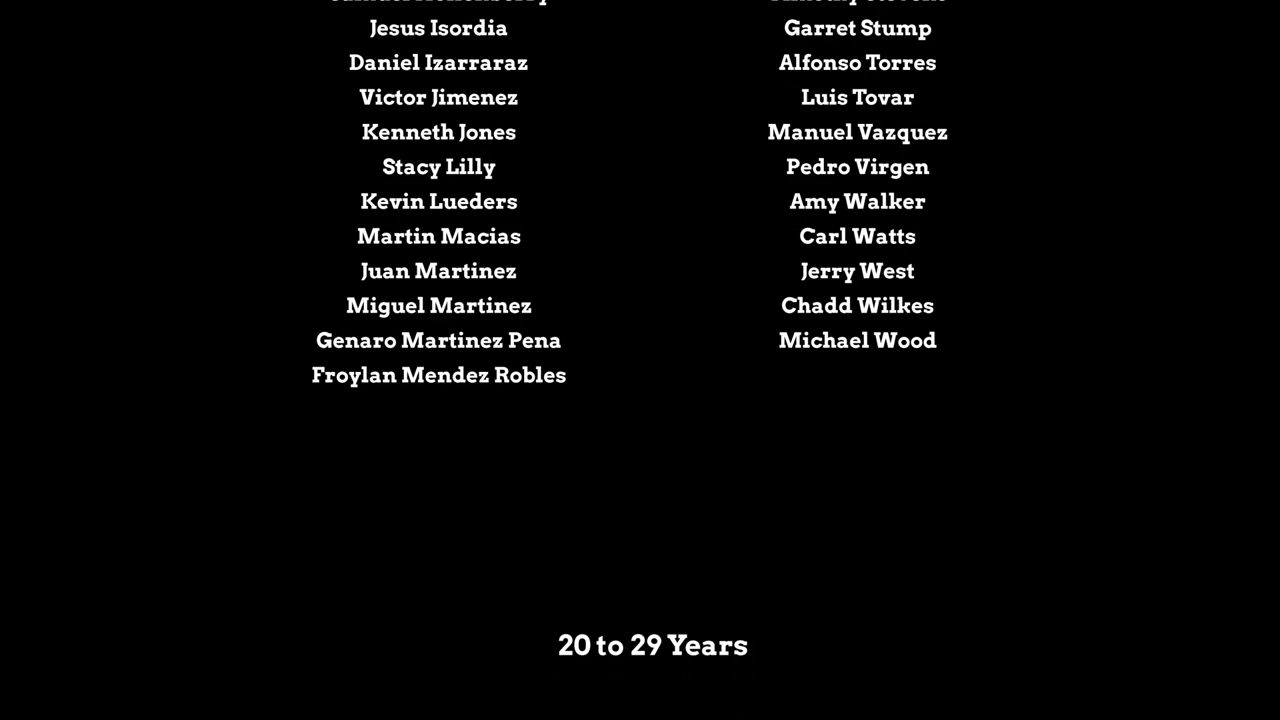 Jesus Isordia
Daniel Izarraraz
Victor Jimenez
Kenneth Jones
Stacy Lilly
Kevin Lueders
Martin Macias
Juan Martinez
Miguel Martinez
Genaro Martinez Pena
Froylan Mendez Robles
Garret Stump
Alfonso Torres
Luis Tovar
Manuel Vazquez
Pedro Virgen
Amy Walker
Carl Watts
Jerry West
Chadd Wilkes
Michael Wood
20 to 29 Years